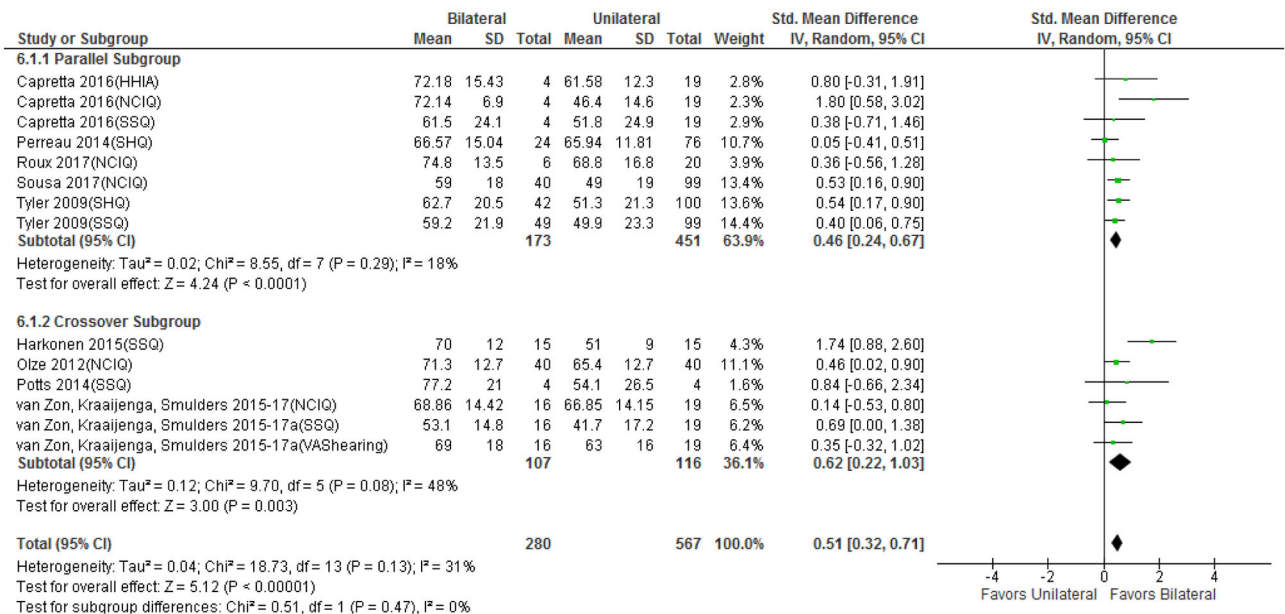 Bilateral Unilateral Std. Mean Difference Std. Mean Difference
Study or Subgroup Mean SD Total Mean SD Total Weight IV, Random, 95% CI IV, Random, 95% CI
6.1.1 Parallel Subgroup
Capretta 2016(HHIA) 72.18 15.43 4 61.58 12.3 19 2.8% 0.80 [-0.31, 1.91]
Capretta 2016(NCIQ) 72.14 6.9 4 46.4 14.6 19 2.3% 1.80 [0.58, 3.02]
Capretta 2016(SSQ) 61.5 24.1 4 51.8 24.9 19 2.9% 0.38 [-0.71, 1.46]
Perreau 2014(SHQ) 66.57 15.04 24 65.94 11.81 76 10.7% 0.05 [-0.41, 0.51]
Roux 2017(NCIQ) 74.8 13.5 6 68.8 16.8 20 3.9% 0.36 [-0.56, 1.28]
Sousa 2017(NCIQ) 59 18 40 49 19 99 13.4% 0.53 [0.16, 0.90]
Tyler 2009(SHQ) 62.7 20.5 42 51.3 21.3 100 13.6% 0.54 [0.17, 0.90]
Tyler 2009(SSQ) 59.2 21.9 49 49.9 23.3 99 14.4% 0.40 [0.06, 0.75]
Subtotal (95% CI) 173 451 63.9% 0.46 [0.24, 0.67]
Heterogeneity: Tau² = 0.02; Chi² = 8.55, df = 7 (P = 0.29); I² = 18%
Test for overall effect: Z = 4.24 (P < 0.0001)
6.1.2 Crossover Subgroup
Harkonen 2015(SSQ) 70 12 15 51 9 15 4.3% 1.74 [0.88, 2.60]
Olze 2012(NCIQ) 71.3 12.7 40 65.4 12.7 40 11.1% 0.46 [0.02, 0.90]
Potts 2014(SSQ) 77.2 21 4 54.1 26.5 4 1.6% 0.84 [-0.66, 2.34]
van Zon, Kraaijenga, Smulders 2015-17(NCIQ) 68.86 14.42 16 66.85 14.15 19 6.5% 0.14 [-0.53, 0.80]
van Zon, Kraaijenga, Smulders 2015-17a(SSQ) 53.1 14.8 16 41.7 17.2 19 6.2% 0.69 [0.00, 1.38]
van Zon, Kraaijenga, Smulders 2015-17a(VAShearing) 69 18 16 63 16 19 6.4% 0.35 [-0.32, 1.02]
Subtotal (95% CI) 107 116 36.1% 0.62 [0.22, 1.03]
Heterogeneity: Tau² = 0.12; Chi² = 9.70, df = 5 (P = 0.08); I² = 48%
Test for overall effect: Z = 3.00 (P = 0.003)
Total (95% CI) 280 567 100.0% 0.51 [0.32, 0.71]
Heterogeneity: Tau² = 0.04; Chi² = 18.73, df = 13 (P = 0.13); I² = 31%
Test for overall effect: Z = 5.12 (P < 0.00001)
Test for subgroup differences: Chi² = 0.51, df = 1 (P = 0.47), I² = 0%
-4 -2 0 2 4
Favors Unilateral Favors Bilateral